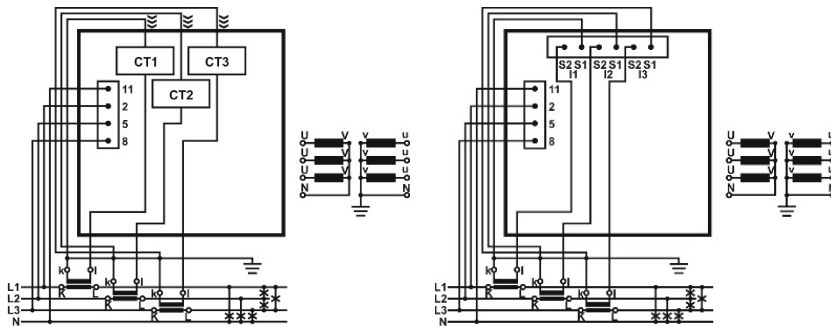 CT1
CT3
CT2
11
2
5
8
U V v u
U
U
N N
k l
k l
k l
L1
L2
L3
N
K L
K L
K L
S2 S1 S2 S1 S2 S1
I1 I2 I3
11
2
5
8
U V v u
U
U
N N
k l
k l
k l
L1
L2
L3
N
K L
K L
K L